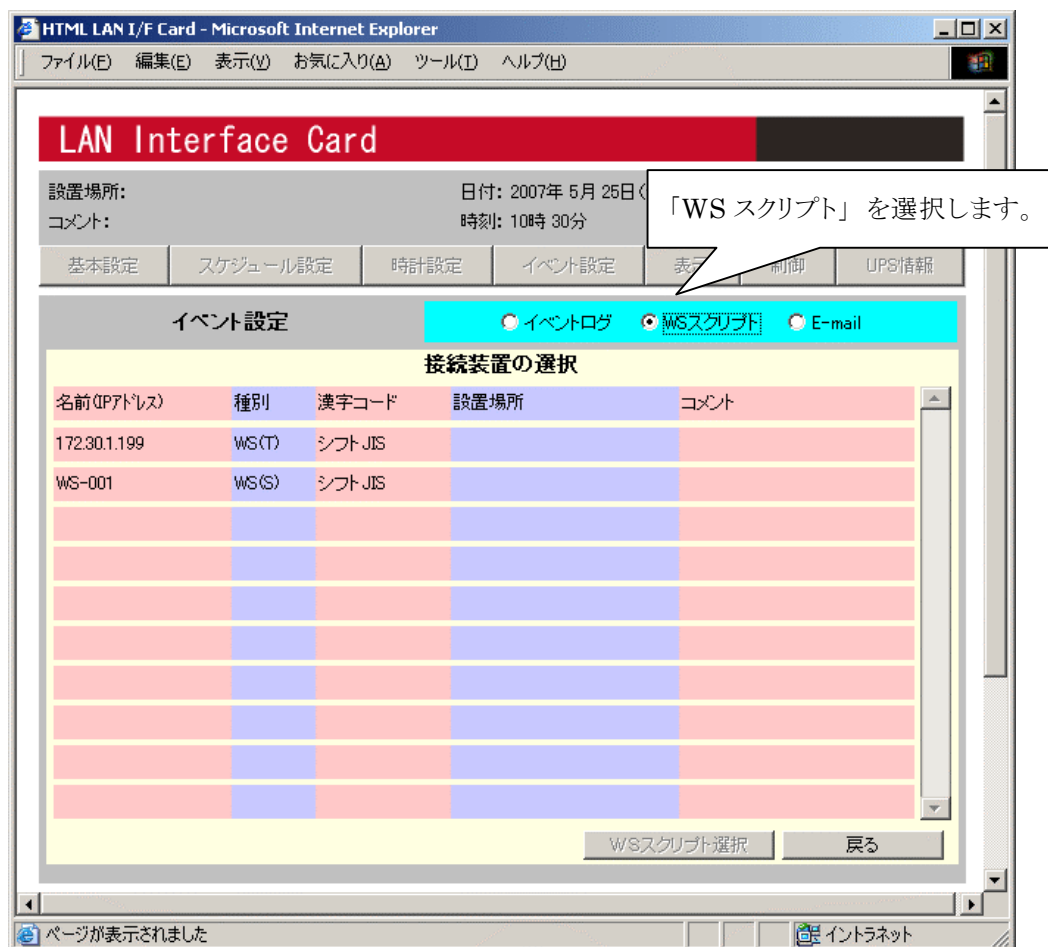 HTML LAN I/F Card - Microsoft Internet Explorer
ファイル(F) 編集(E) 表示(V) お気に入り(A) ツール(T) ヘルプ(H)
LAN Interface Card
設置場所: 日付: 2007年 5月 25日(
コメント: 時刻: 10時 30分
「WS スクリプト」 を選択します。
基本設定 スケジュール設定 時計設定 イベント設定 表 制御 UPS情報
イベント設定 イベントログ WSスクリプト E-mail
接続装置の選択
名前(IPアドレス) 種別 漢字コード 設置場所 コメント
172.30.1.199 WS(T) シフトJIS
WS-001 WS(S) シフトJIS
WSスクリプト選択 戻る
ページが表示されました イントラネット